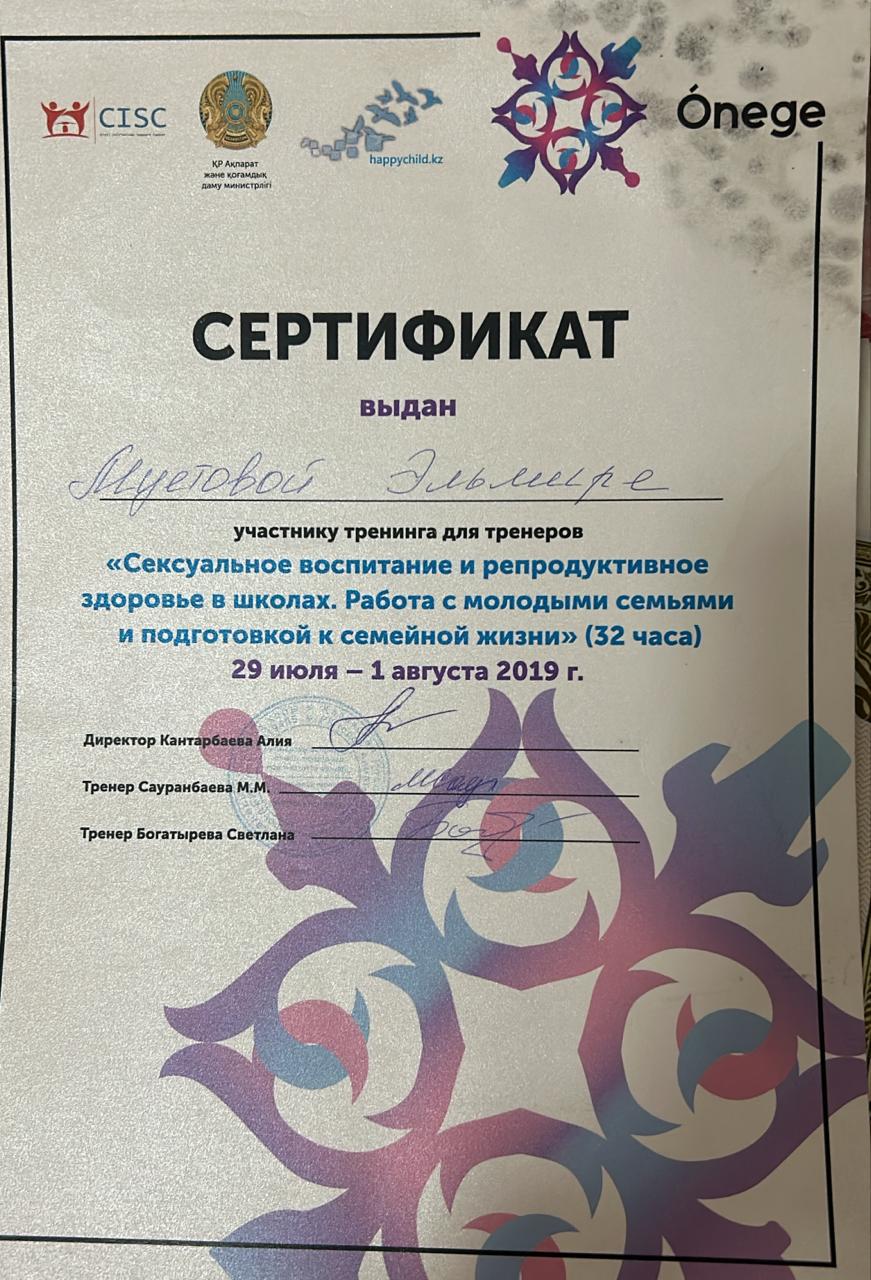 CISC
ҚР Ақпарат
және қоғамдық
даму министрлігі
happychild.kz
Ónege
СЕРТИФИКАТ
выдан
Муетовой Эльмире
участнику тренинга для тренеров
«Сексуальное воспитание и репродуктивное
здоровье в школах. Работа с молодыми семьями
и подготовкой к семейной жизни» (32 часа)
29 июля – 1 августа 2019 г.
Директор Кантарбаева Алия
Тренер Сауранбаева М.М.
Тренер Богатырева Светлана